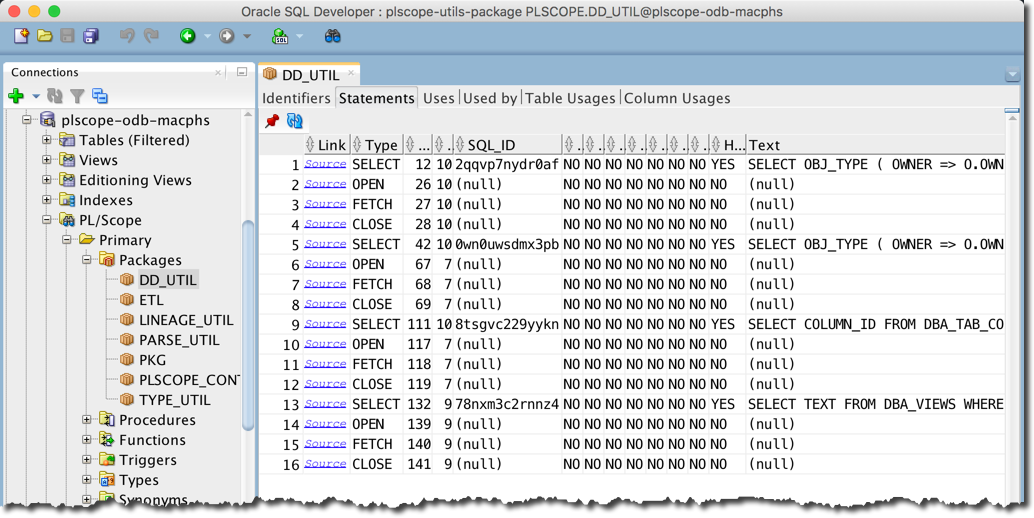 Oracle SQL Developer : plscope-utils-package PLSCOPE.DD_UTIL@plscope-odb-macphs
Connections
plscope-odb-macphs
Tables (Filtered)
Views
Editioning Views
Indexes
PL/Scope
Primary
Packages
DD_UTIL
ETL
LINEAGE_UTIL
PARSE_UTIL
PKG
PLSCOPE_CONT
TYPE_UTIL
Procedures
Functions
Triggers
Types
Synonyms
DD_UTIL
Identifiers Statements Uses Used by Table Usages Column Usages
Link Type ... . SQL_ID . . . . . . . H... Text
1 Source SELECT 12 10 2qqvp7nydr0af NO NO NO NO NO NO NO YES SELECT OBJ_TYPE ( OWNER => O.OWN
2 Source OPEN 26 10 (null) NO NO NO NO NO NO NO NO (null)
3 Source FETCH 27 10 (null) NO NO NO NO NO NO NO NO (null)
4 Source CLOSE 28 10 (null) NO NO NO NO NO NO NO NO (null)
5 Source SELECT 42 10 0wn0uwsdmx3pb NO NO NO NO NO NO NO YES SELECT OBJ_TYPE ( OWNER => O.OWN
6 Source OPEN 67 7 (null) NO NO NO NO NO NO NO NO (null)
7 Source FETCH 68 7 (null) NO NO NO NO NO NO NO NO (null)
8 Source CLOSE 69 7 (null) NO NO NO NO NO NO NO NO (null)
9 Source SELECT 111 10 8tsgvc229yykn NO NO NO NO NO NO NO YES SELECT COLUMN_ID FROM DBA_TAB_CO
10 Source OPEN 117 7 (null) NO NO NO NO NO NO NO NO (null)
11 Source FETCH 118 7 (null) NO NO NO NO NO NO NO NO (null)
12 Source CLOSE 119 7 (null) NO NO NO NO NO NO NO NO (null)
13 Source SELECT 132 9 78nxm3c2rnnz4 NO NO NO NO NO NO NO YES SELECT TEXT FROM DBA_VIEWS WHERE
14 Source OPEN 139 9 (null) NO NO NO NO NO NO NO NO (null)
15 Source FETCH 140 9 (null) NO NO NO NO NO NO NO NO (null)
16 Source CLOSE 141 9 (null) NO NO NO NO NO NO NO NO (null)